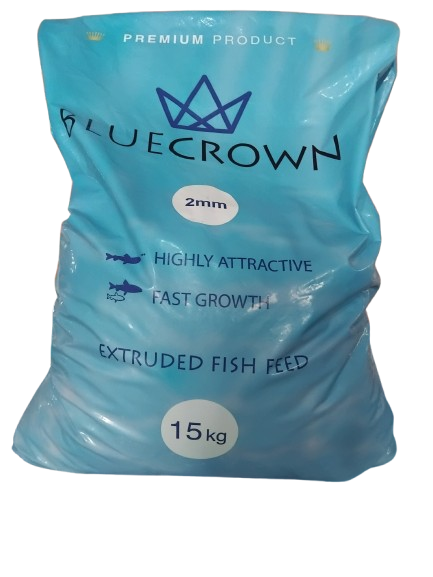 PREMIUM PRODUCT
BLUECROWN
2mm
HIGHLY ATTRACTIVE
FAST GROWTH
EXTRUDED FISH FEED
15kg